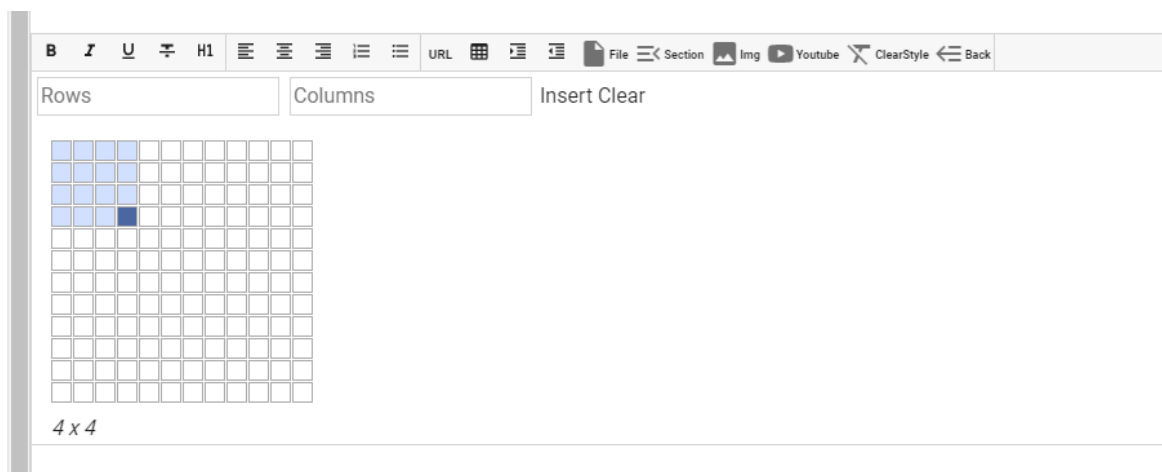 B I U T H1 URL File Section Img Youtube ClearStyle Back
Rows Columns Insert Clear
4 x 4